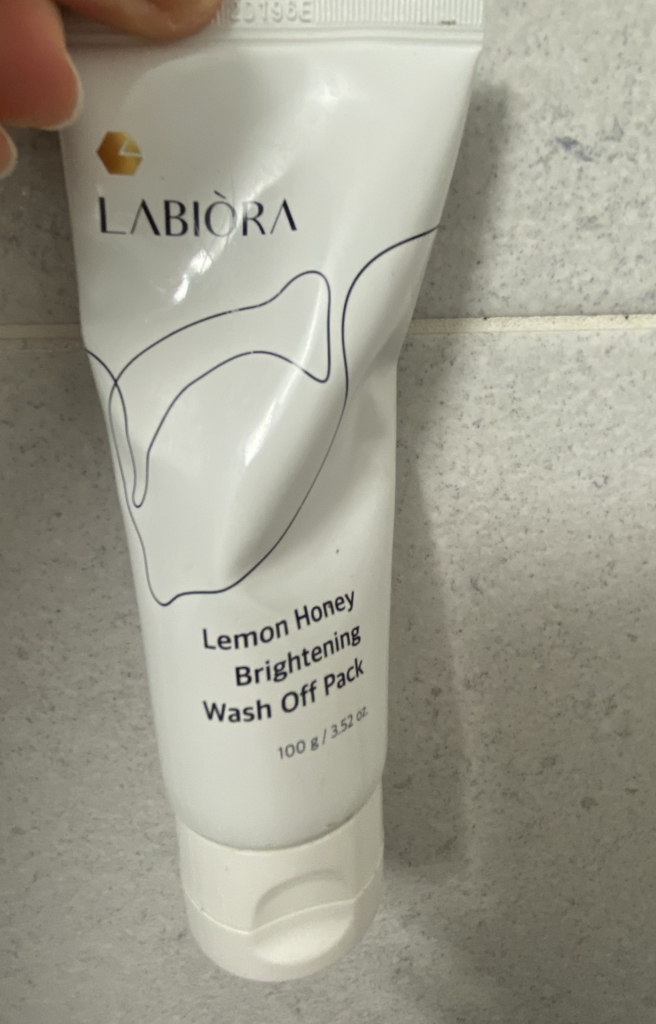 LABIÒRA
Lemon Honey
Brightening
Wash Off Pack
100 g / 3.52 oz.